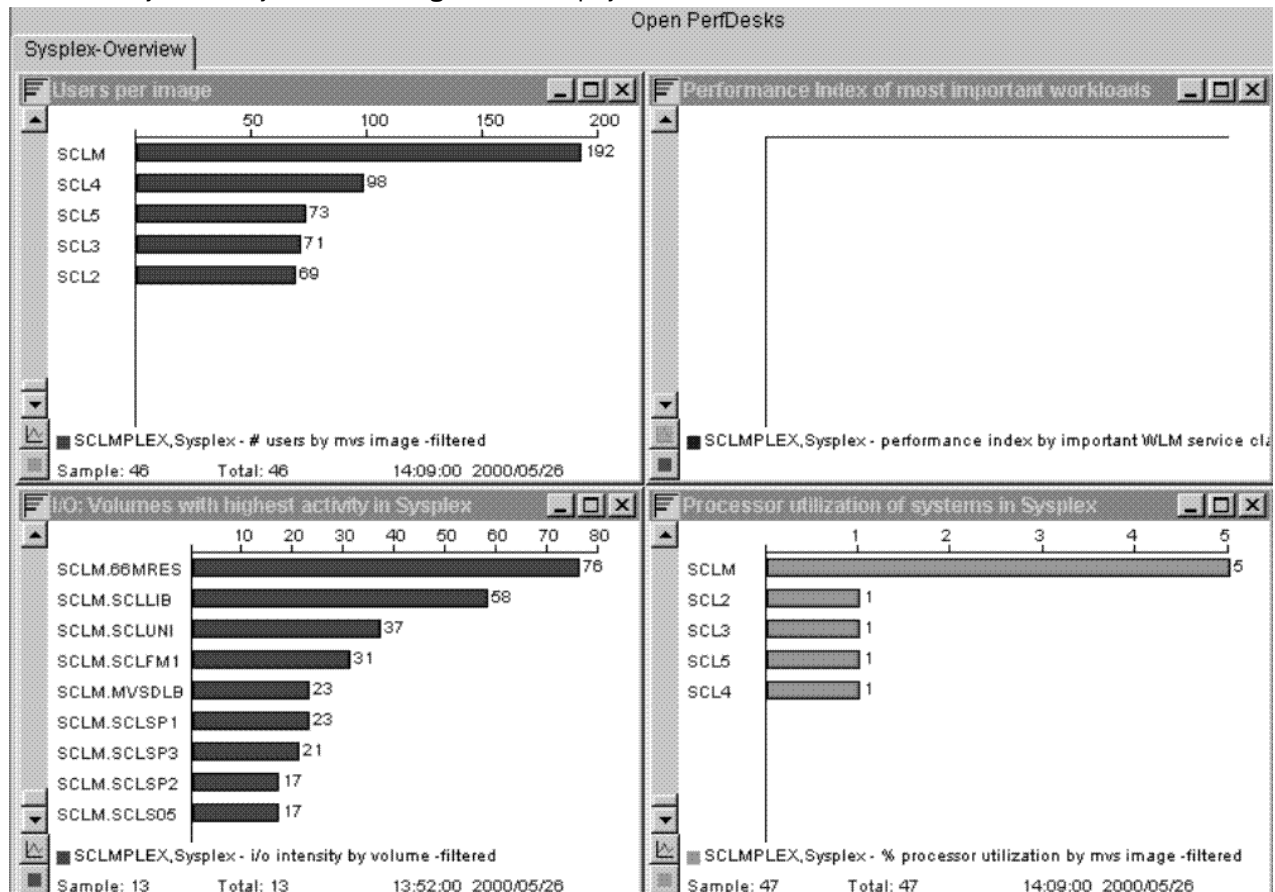 Open PerfDesks
Sysplex-Overview
Users per image
50 100 150 200
SCLM 192
SCL4 98
SCL5 73
SCL3 71
SCL2 69
SCLMPLEX,Sysplex - # users by mvs image -filtered
Sample: 46 Total: 46 14:09:00 2000/05/26
Performance Index of most important workloads
SCLMPLEX,Sysplex - performance index by important WLM service cla
I/O: Volumes with highest activity in Sysplex
10 20 30 40 50 60 70 80
SCLM.66MRES 76
SCLM.SCLLIB 58
SCLM.SCLUNI 37
SCLM.SCLFM1 31
SCLM.MVSDLB 23
SCLM.SCLSP1 23
SCLM.SCLSP3 21
SCLM.SCLSP2 17
SCLM.SCLS05 17
SCLMPLEX,Sysplex - i/o intensity by volume -filtered
Sample: 13 Total: 13 13:52:00 2000/05/26
Processor utilization of systems in Sysplex
1 2 3 4 5
SCLM 5
SCL2 1
SCL3 1
SCL5 1
SCL4 1
SCLMPLEX,Sysplex - % processor utilization by mvs image -filtered
Sample: 47 Total: 47 14:09:00 2000/05/26